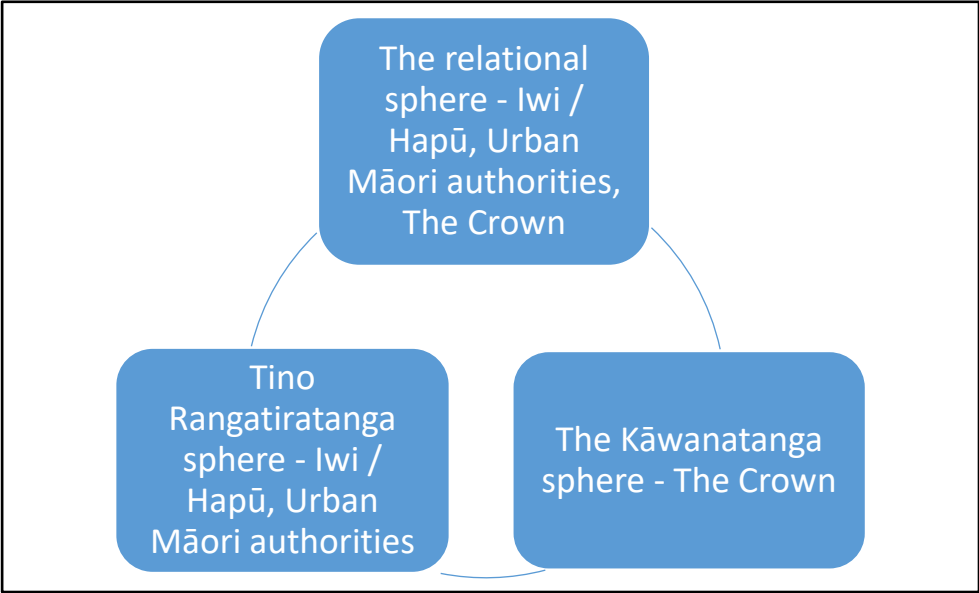 The relational
sphere - Iwi /
Hapū, Urban
Māori authorities,
The Crown
Tino
Rangatiratanga
sphere - Iwi /
Hapū, Urban
Māori authorities
The Kāwanatanga
sphere - The Crown